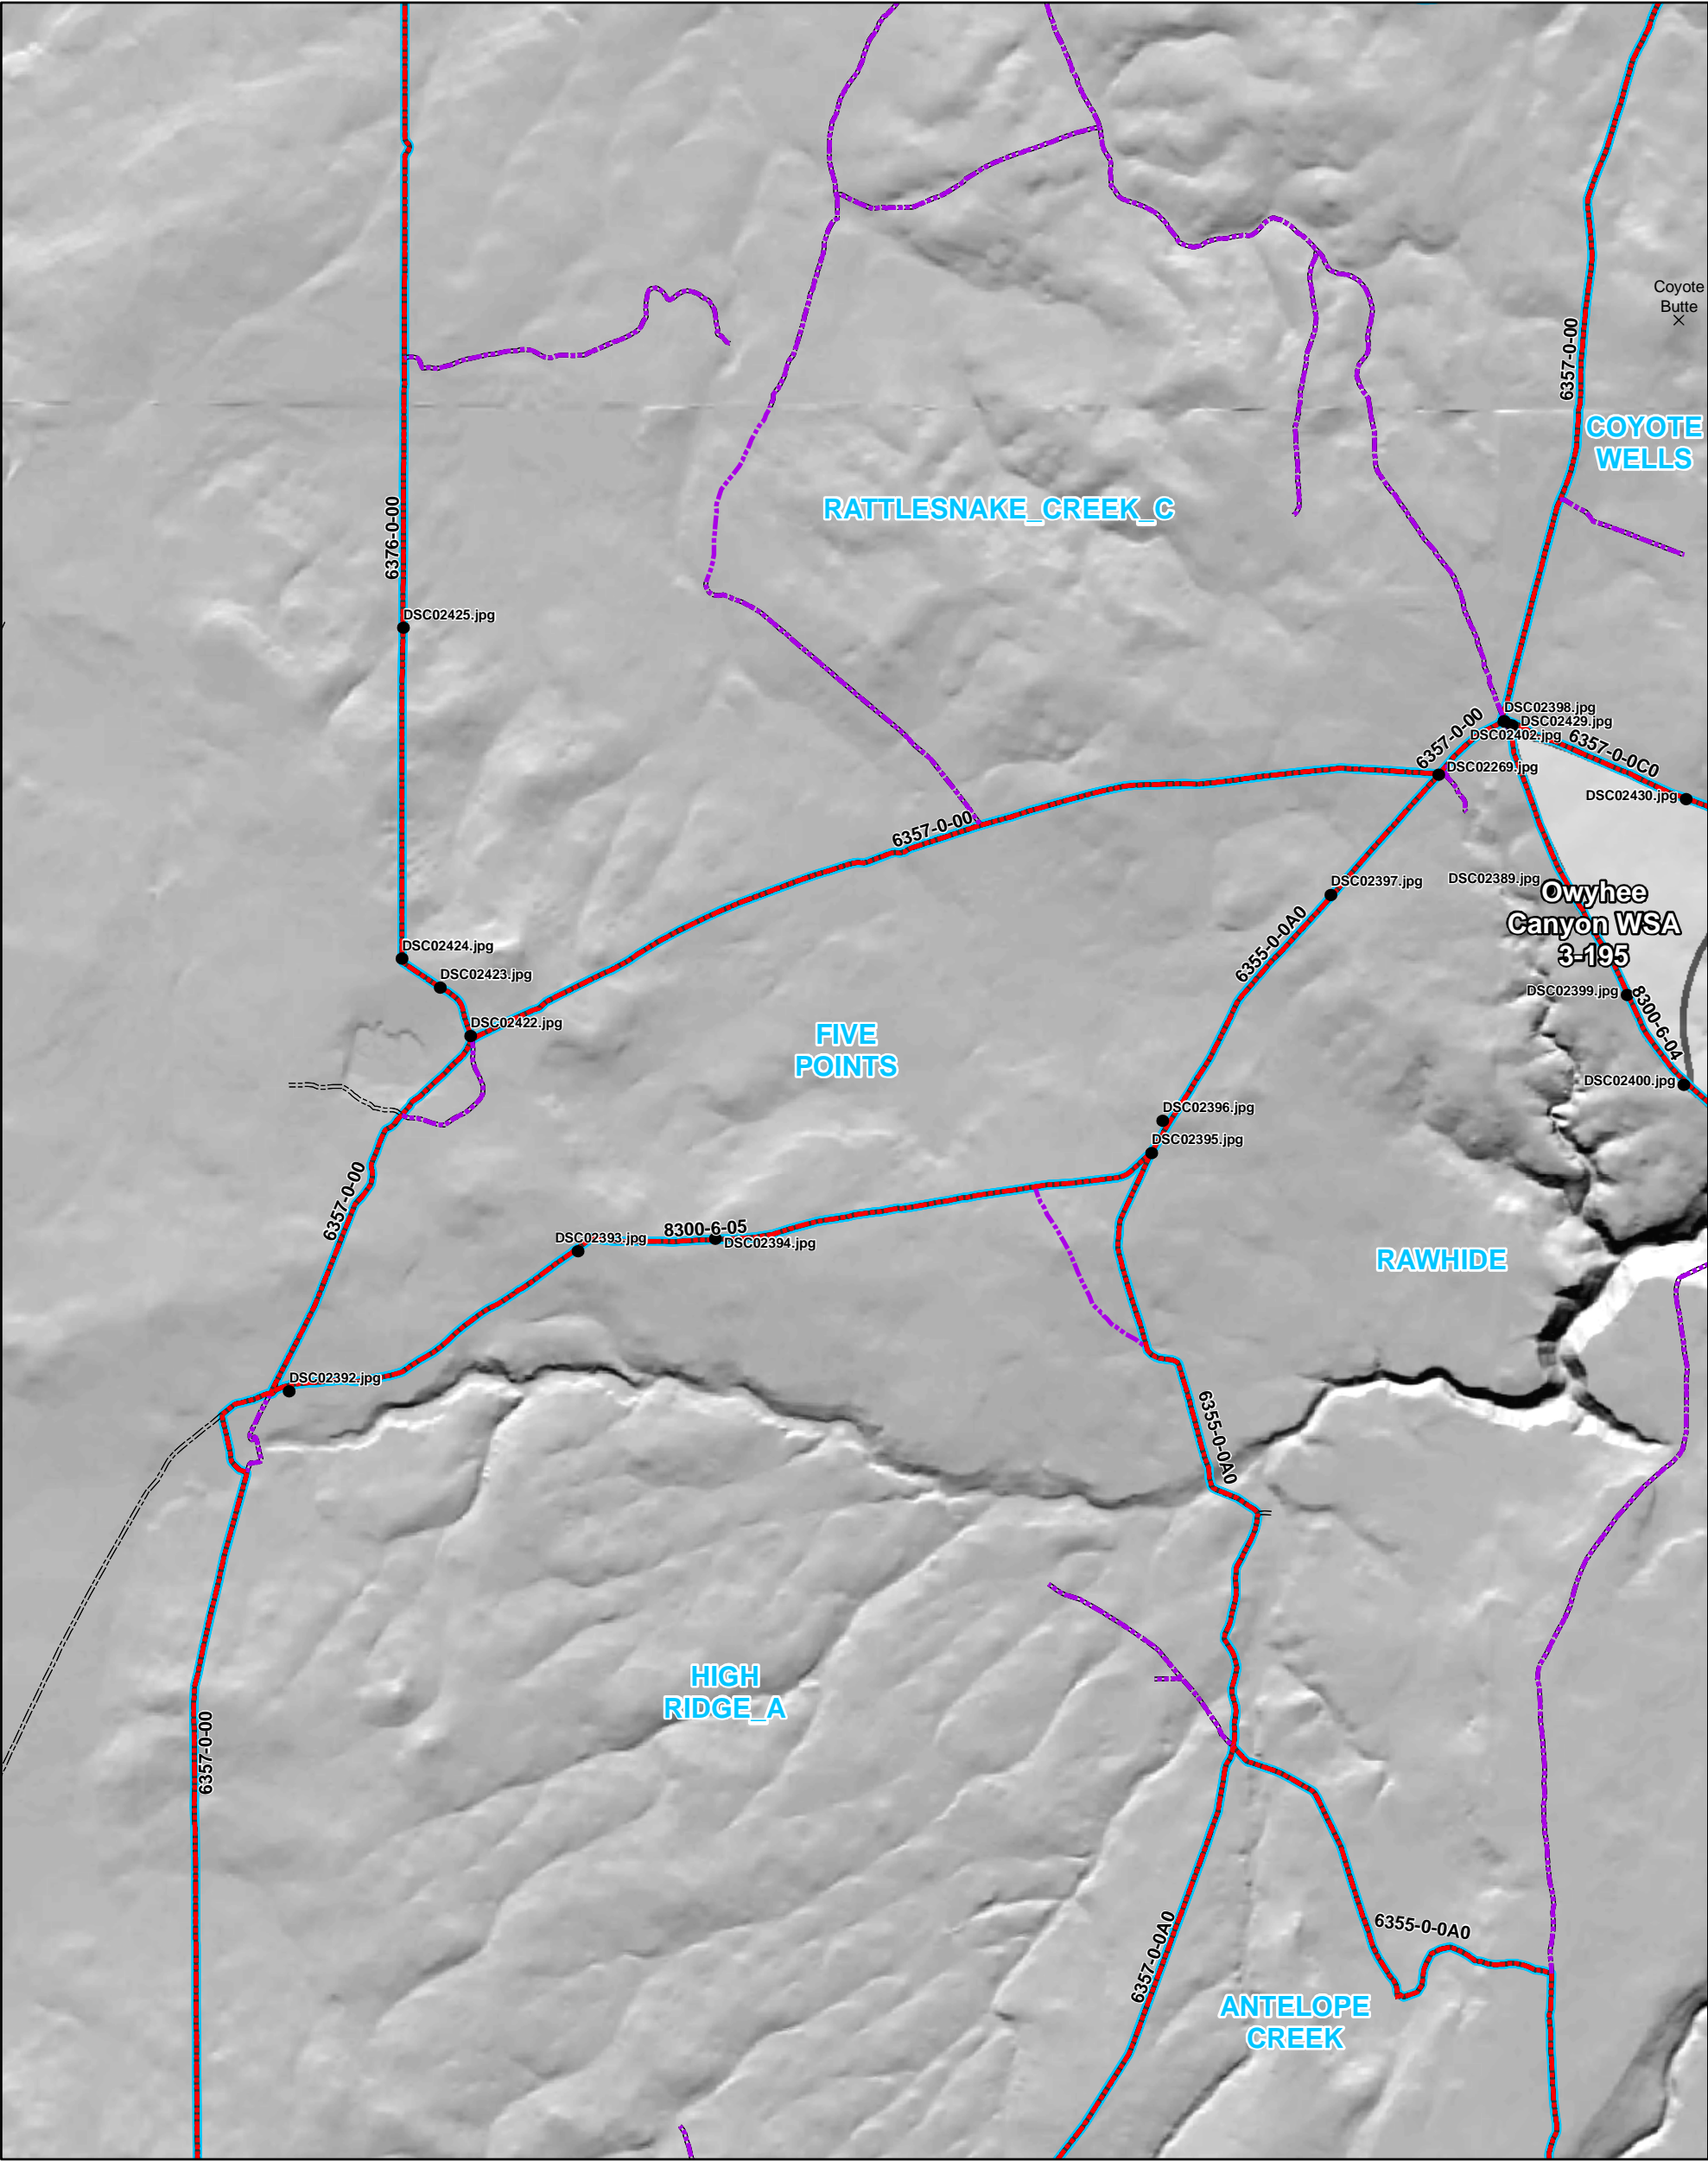 Coyote
Butte
6357-0-00
COYOTE
WELLS
RATTLESNAKE_CREEK_C
6376-0-00
DSC02425.jpg
DSC02398.jpg
DSC02429.jpg
DSC02402.jpg
6357-0-00
6357-0-0C0
DSC02269.jpg
DSC02430.jpg
6357-0-00
DSC02397.jpg
DSC02389.jpg
Owyhee
Canyon WSA
3-195
6355-0-0A0
DSC02424.jpg
DSC02423.jpg
DSC02399.jpg
8300-6-04
DSC02422.jpg
FIVE
POINTS
DSC02400.jpg
DSC02396.jpg
DSC02395.jpg
6357-0-00
8300-6-05
DSC02393.jpg
DSC02394.jpg
RAWHIDE
DSC02392.jpg
6355-0-0A0
HIGH
RIDGE_A
6357-0-00
6355-0-0A0
6357-0-0A0
ANTELOPE
CREEK